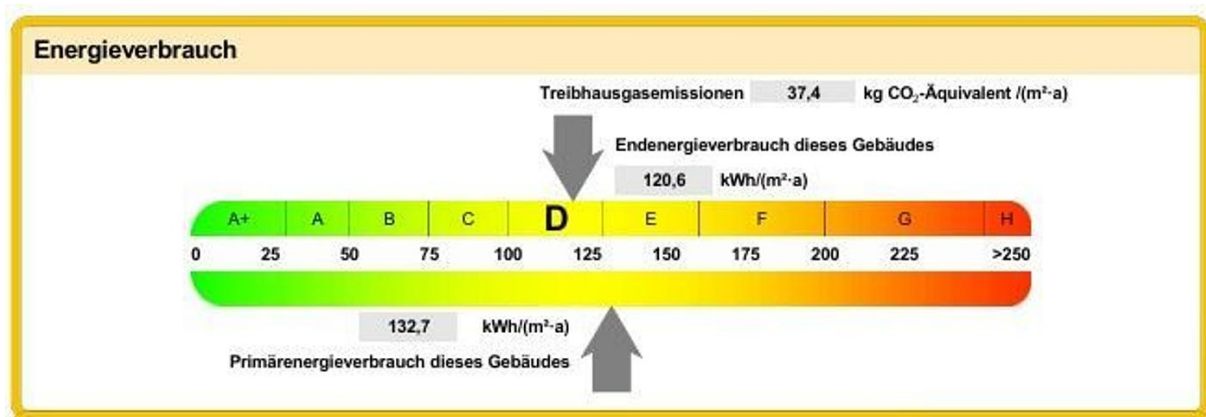 Energieverbrauch
Treibhausgasemissionen 37,4 kg CO₂-Äquivalent /(m²·a)
Endenergieverbrauch dieses Gebäudes
120,6 kWh/(m²·a)
A+ A B C D E F G H
0 25 50 75 100 125 150 175 200 225 >250
132,7 kWh/(m²·a)
Primärenergieverbrauch dieses Gebäudes